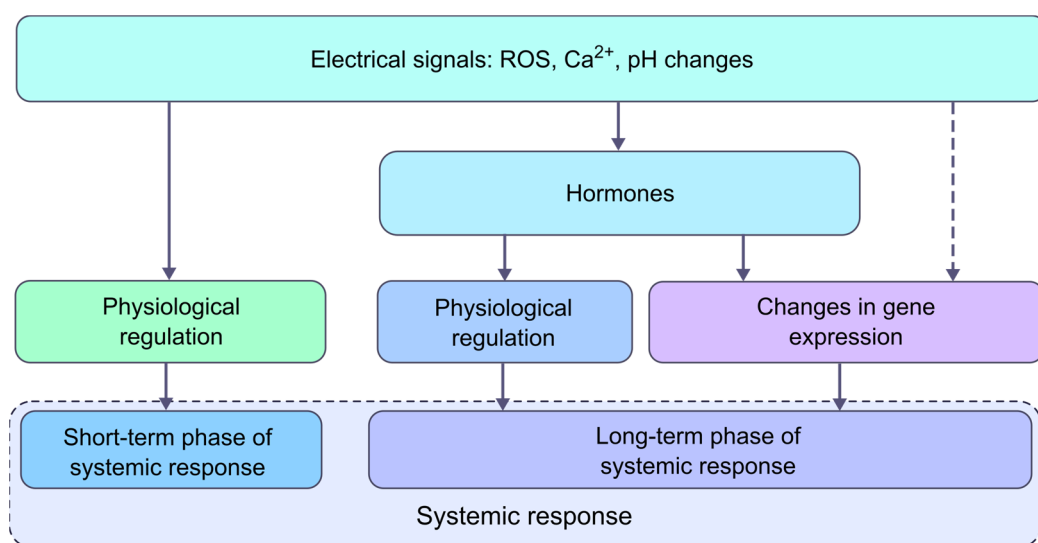 Electrical signals: ROS, Ca²⁺, pH changes
Hormones
Physiological
regulation
Physiological
regulation
Changes in gene
expression
Short-term phase of
systemic response
Long-term phase of
systemic response
Systemic response